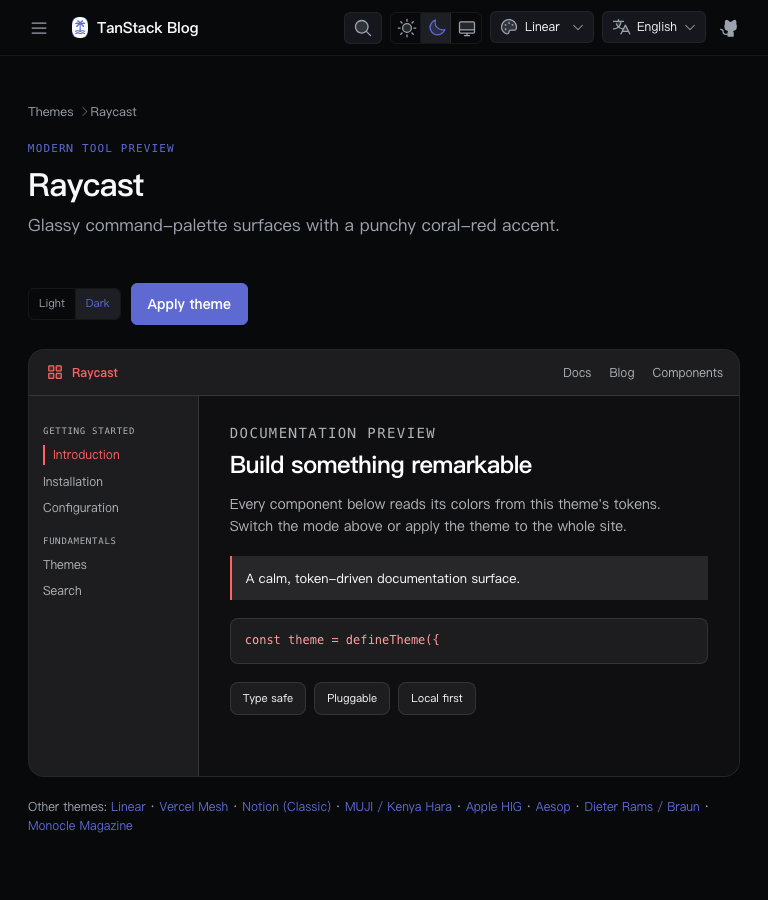 TanStack Blog
Linear
English
Themes
Raycast
MODERN TOOL PREVIEW
Raycast
Glassy command-palette surfaces with a punchy coral-red accent.
Light
Dark
Apply theme
Raycast
Docs
Blog
Components
GETTING STARTED
Introduction
Installation
Configuration
FUNDAMENTALS
Themes
Search
DOCUMENTATION PREVIEW
Build something remarkable
Every component below reads its colors from this theme's tokens.
Switch the mode above or apply the theme to the whole site.
A calm, token-driven documentation surface.
const theme = defineTheme({
Type safe
Pluggable
Local first
Other themes: Linear · Vercel Mesh · Notion (Classic) · MUJI / Kenya Hara · Apple HIG · Aesop · Dieter Rams / Braun ·
Monocle Magazine